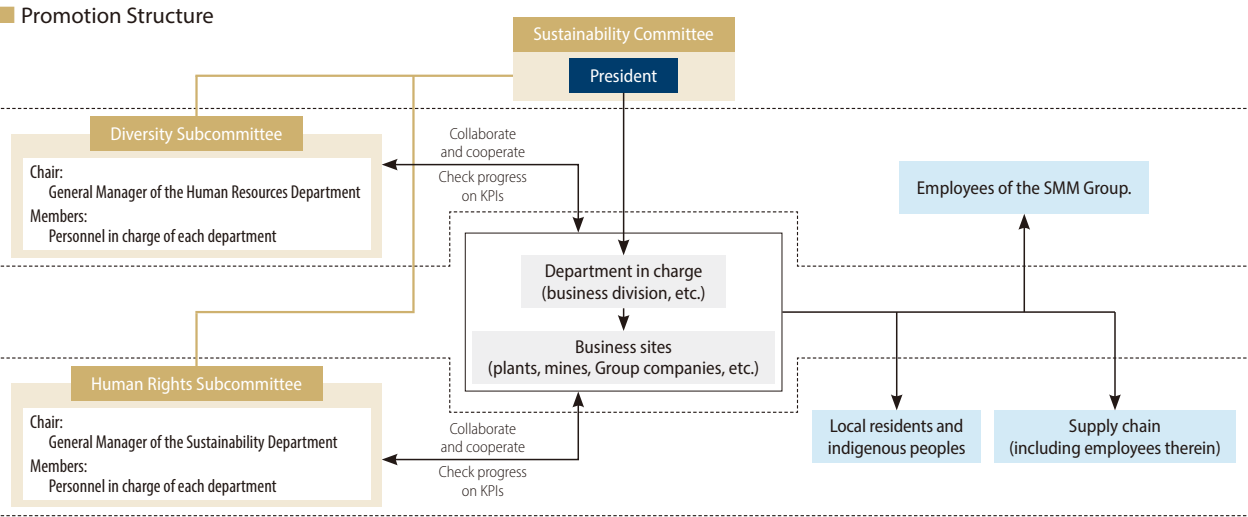 Promotion Structure
Sustainability Committee
President
Diversity Subcommittee
Chair:
General Manager of the Human Resources Department
Members:
Personnel in charge of each department
Collaborate
and cooperate
Check progress
on KPIs
Employees of the SMM Group.
Department in charge
(business division, etc.)
Business sites
(plants, mines, Group companies, etc.)
Human Rights Subcommittee
Chair:
General Manager of the Sustainability Department
Members:
Personnel in charge of each department
Collaborate
and cooperate
Check progress
on KPIs
Local residents and
indigenous peoples
Supply chain
(including employees therein)